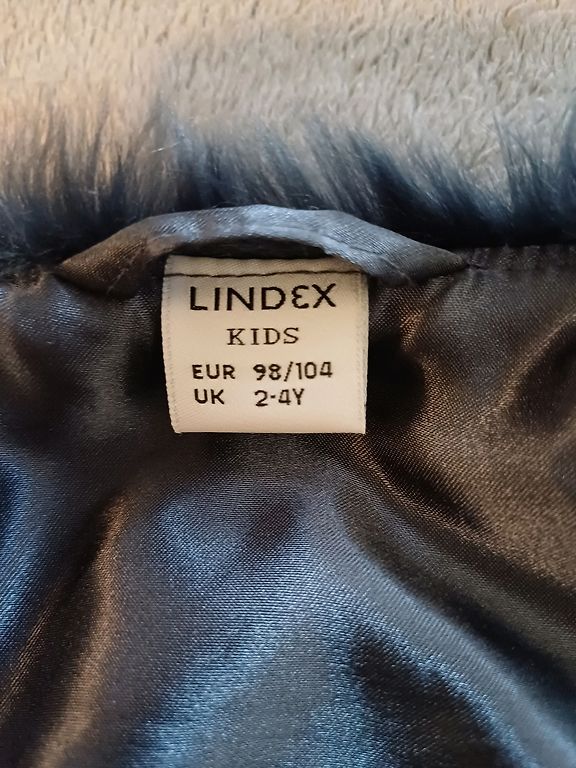 LINDEX
KIDS
EUR 98/104
UK 2-4Y